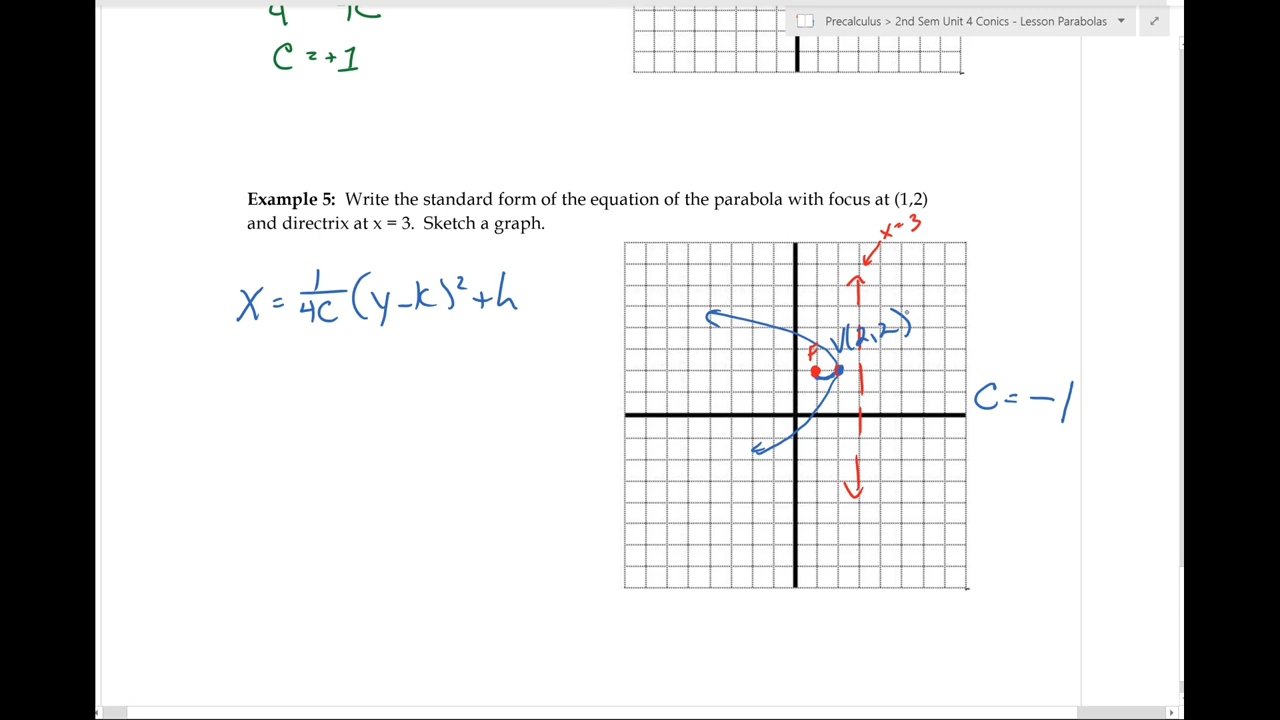 Precalculus > 2nd Sem Unit 4 Conics - Lesson Parabolas
C = +1
Example 5: Write the standard form of the equation of the parabola with focus at (1,2)
and directrix at x = 3. Sketch a graph.
x = 3
X = 1/4C (y - k)² + h
V(2,2)
F
C = -1